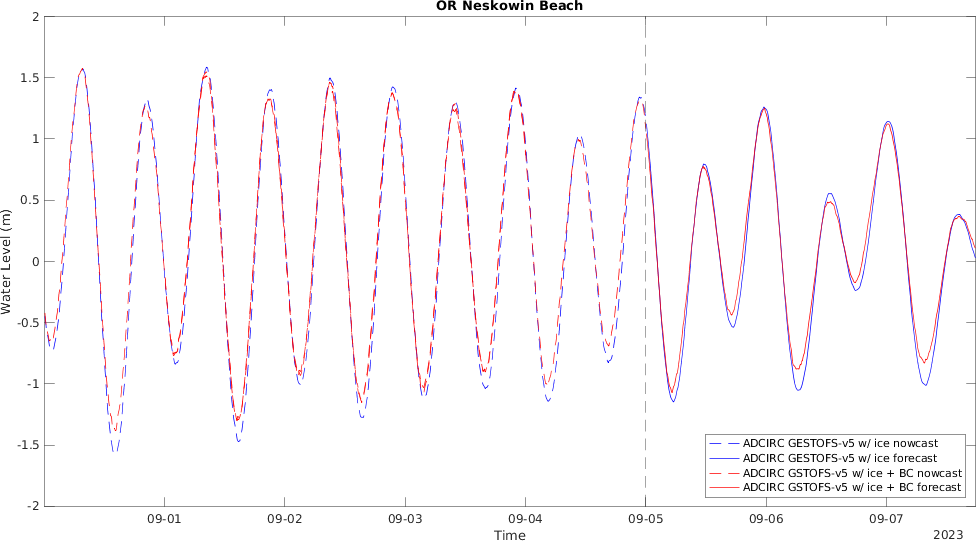 OR Neskowin Beach
2
1.5
1
0.5
0
-0.5
-1
-1.5
-2
Water Level (m)
09-01 09-02 09-03 09-04 09-05 09-06 09-07
Time
2023
ADCIRC GESTOFS-v5 w/ ice nowcast
ADCIRC GESTOFS-v5 w/ ice forecast
ADCIRC GSTOFS-v5 w/ ice + BC nowcast
ADCIRC GSTOFS-v5 w/ ice + BC forecast